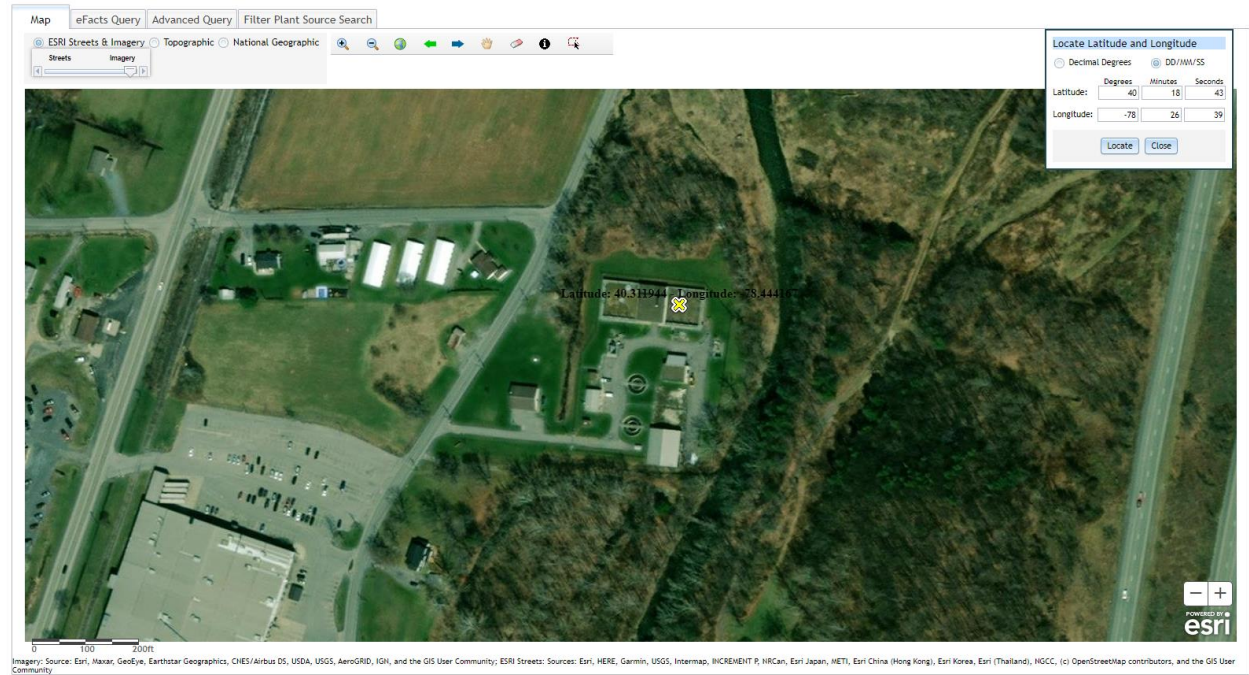 Map eFacts Query Advanced Query Filter Plant Source Search
ESRI Streets & Imagery Topographic National Geographic
Streets Imagery
Locate Latitude and Longitude
Decimal Degrees DD/MM/SS
Degrees Minutes Seconds
Latitude: 40 18 43
Longitude: -78 26 39
Locate Close
Latitude: 40.311944 Longitude: -78.44416
POWERED BY
esri
0 100 200ft
Imagery: Source: Esri, Maxar, GeoEye, Earthstar Geographics, CNES/Airbus DS, USDA, USGS, AeroGRID, IGN, and the GIS User Community; ESRI Streets: Sources: Esri, HERE, Garmin, USGS, Intermap, INCREMENT P, NRCan, Esri Japan, METI, Esri China (Hong Kong), Esri Korea, Esri (Thailand), NGCC, (c) OpenStreetMap contributors, and the GIS User
Community